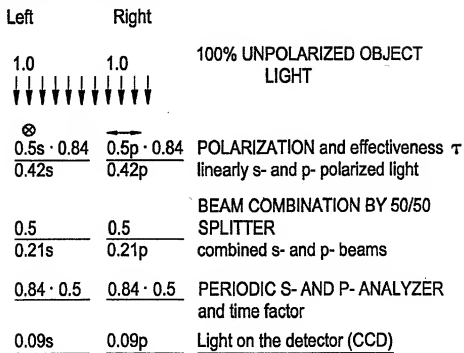 Left Right
1.0 1.0 100% UNPOLARIZED OBJECT
LIGHT
0.5s · 0.84 0.5p · 0.84 POLARIZATION and effectiveness τ
0.42s 0.42p linearly s- and p- polarized light
BEAM COMBINATION BY 50/50
0.5 0.5 SPLITTER
0.21s 0.21p combined s- and p- beams
0.84 · 0.5 0.84 · 0.5 PERIODIC S- AND P- ANALYZER
and time factor
0.09s 0.09p Light on the detector (CCD)